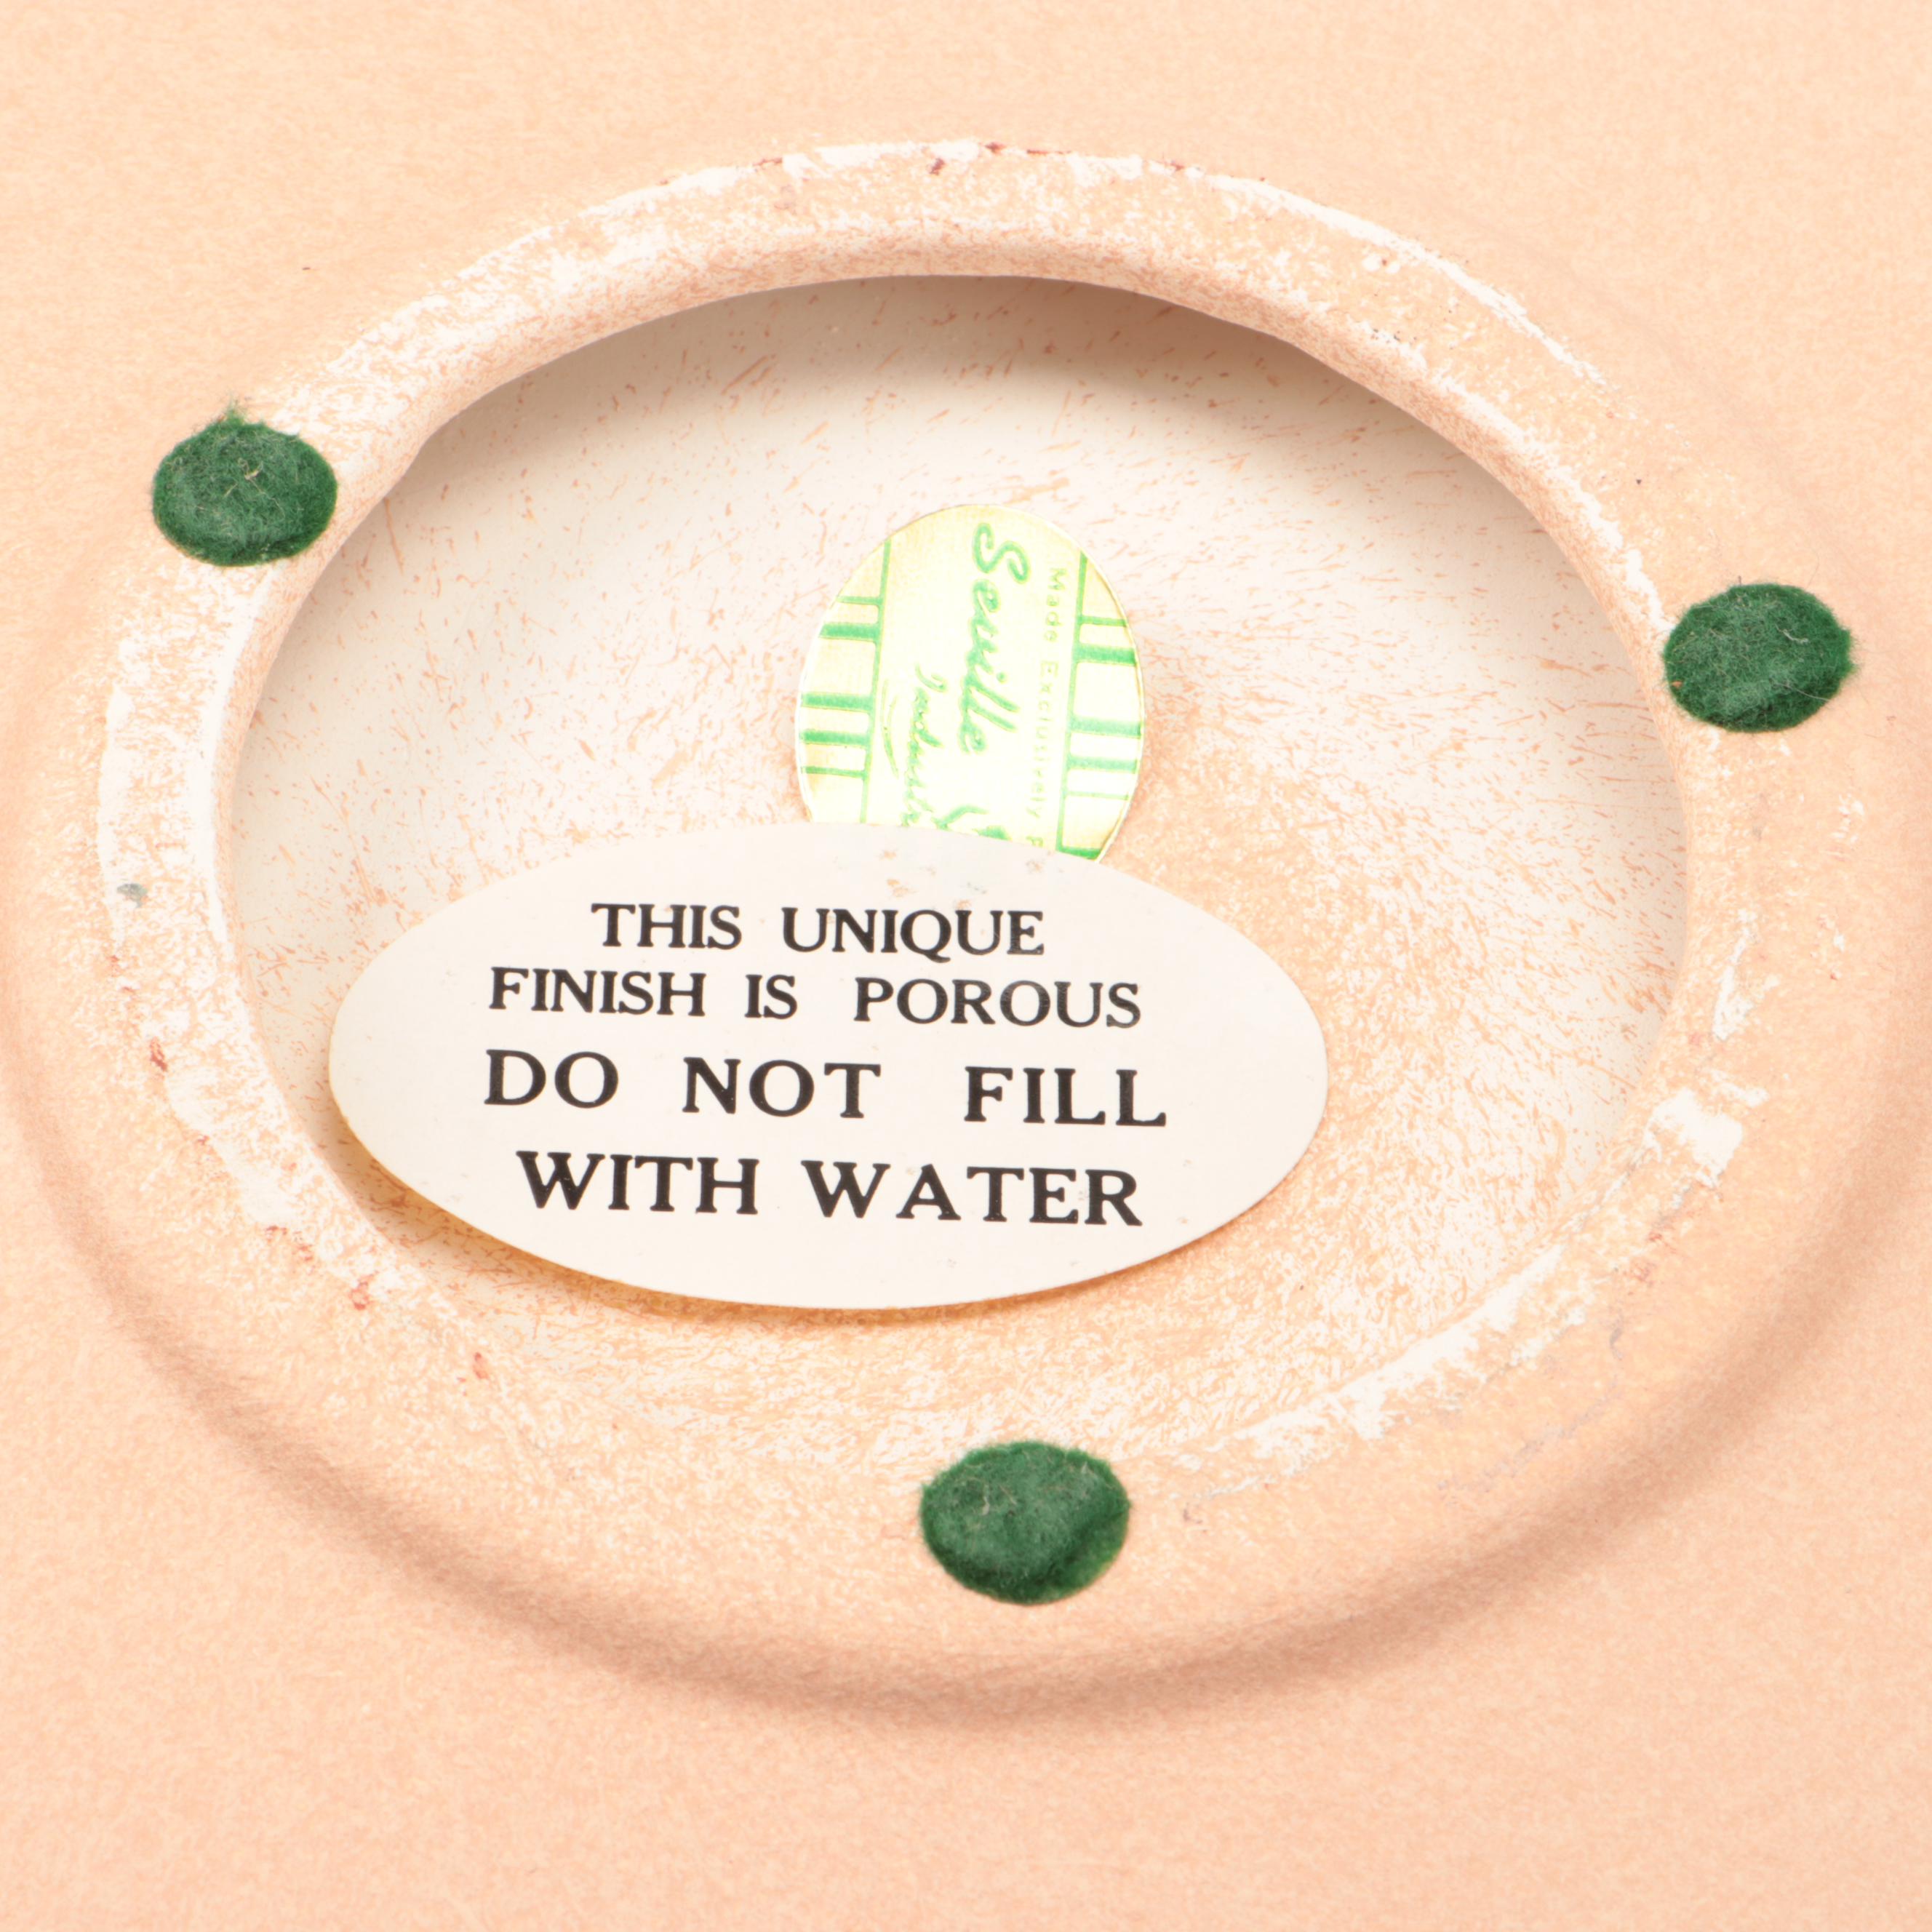 Made Exclusively
Seville
THIS UNIQUE
FINISH IS POROUS
DO NOT FILL
WITH WATER